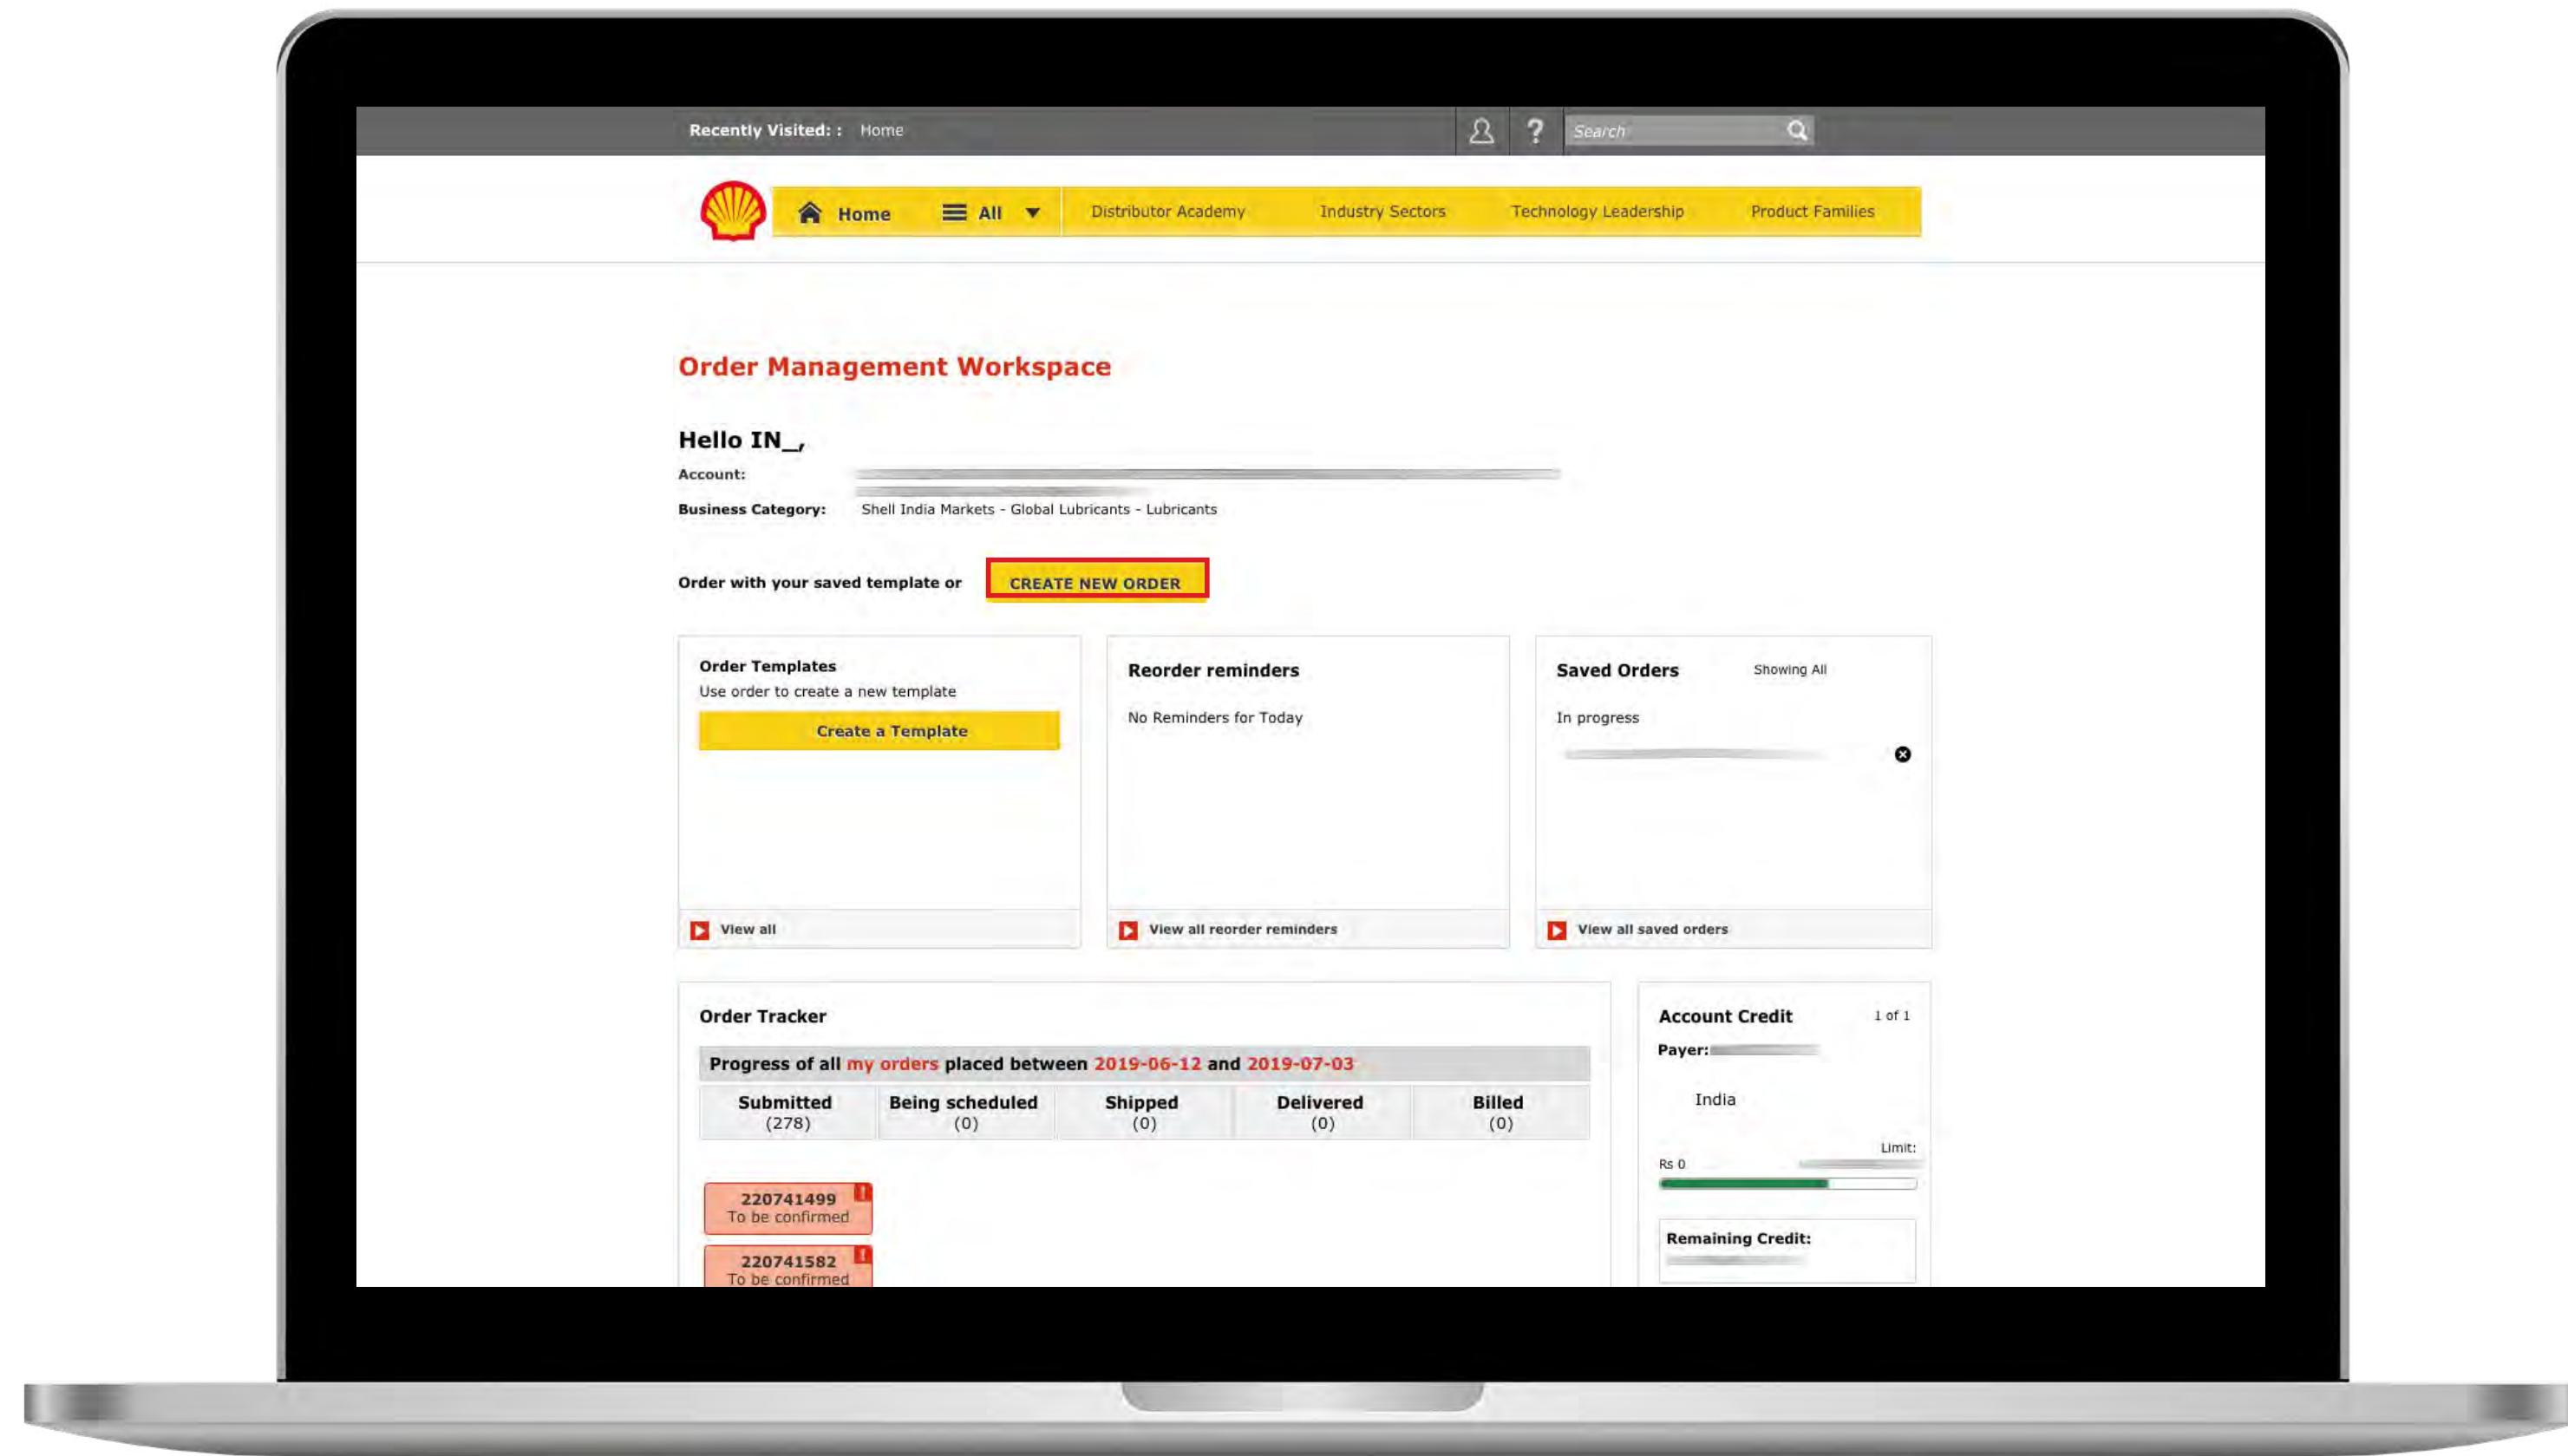 Recently Visited: : Home
Search
Home
All
Distributor Academy
Industry Sectors
Technology Leadership
Product Families
Order Management Workspace
Hello IN_,
Account:
Business Category: Shell India Markets - Global Lubricants - Lubricants
Order with your saved template or CREATE NEW ORDER
Order Templates
Use order to create a new template
Create a Template
View all
Reorder reminders
No Reminders for Today
View all reorder reminders
Saved Orders Showing All
In progress
View all saved orders
Order Tracker
Progress of all my orders placed between 2019-06-12 and 2019-07-03
Submitted Being scheduled Shipped Delivered Billed
(278) (0) (0) (0) (0)
220741499
To be confirmed
220741582
To be confirmed
Account Credit 1 of 1
Payer:
India
Limit:
Rs 0
Remaining Credit: